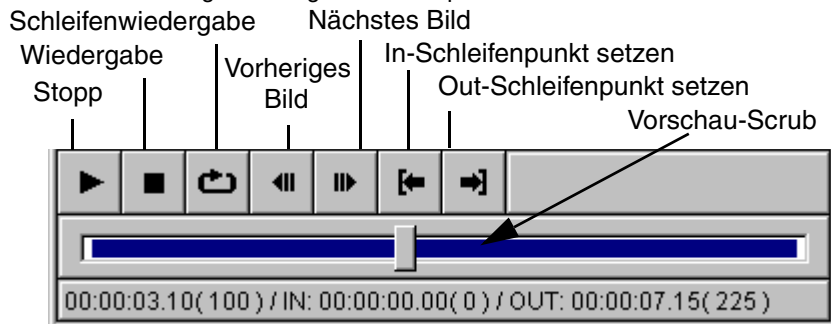 Schleifenwiedergabe
Nächstes Bild
Wiedergabe
In-Schleifenpunkt setzen
Stopp
Vorheriges
Bild
Out-Schleifenpunkt setzen
Vorschau-Scrub
00:00:03.10( 100 ) / IN: 00:00:00.00( 0 ) / OUT: 00:00:07.15( 225 )